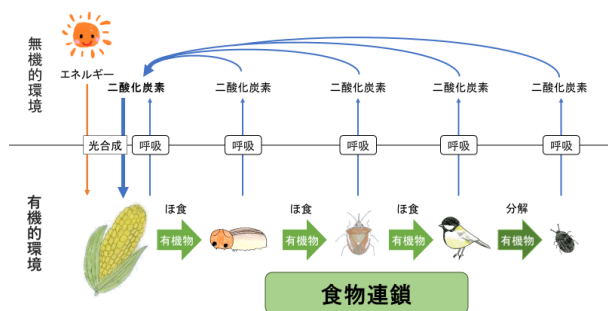 無機的環境
エネルギー
二酸化炭素 二酸化炭素 二酸化炭素 二酸化炭素 二酸化炭素
光合成 呼吸 呼吸 呼吸 呼吸 呼吸
有機的環境
ほ食 ほ食 ほ食 分解
有機物 有機物 有機物 有機物
食物連鎖